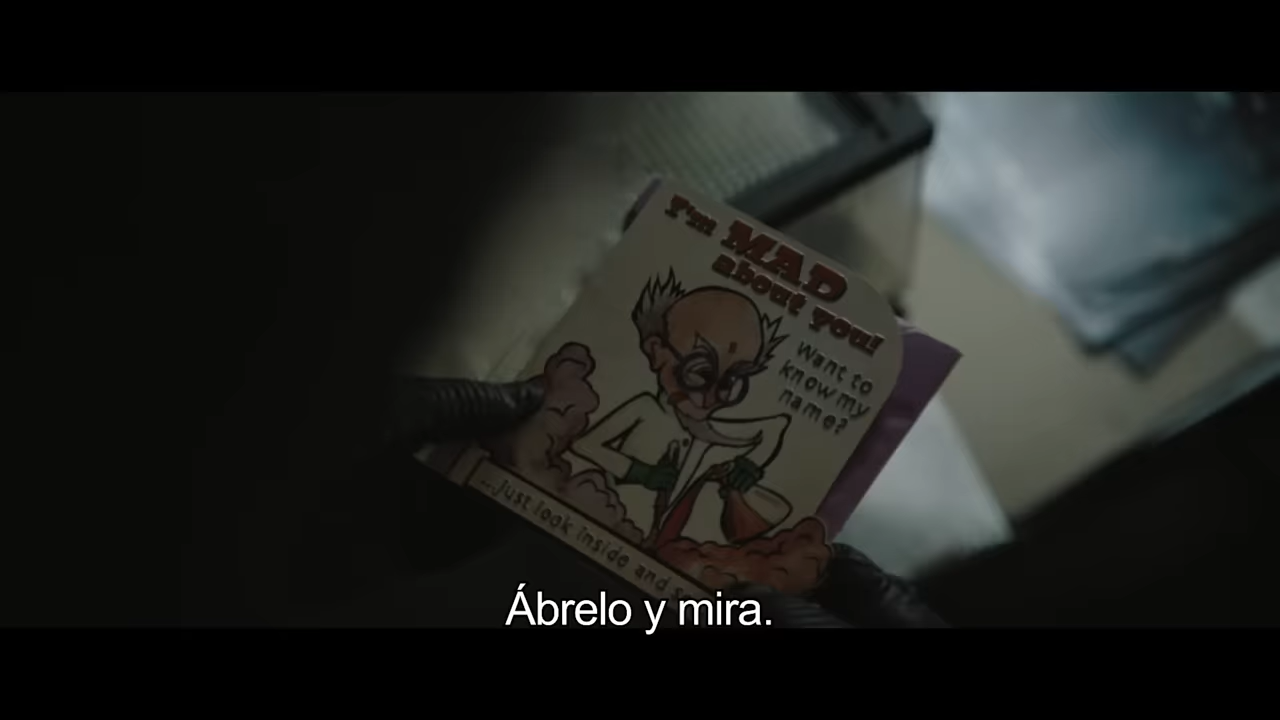 I'm MAD
about YOU!
Want to
know my
name?
...Just look inside and
Ábrelo y mira.